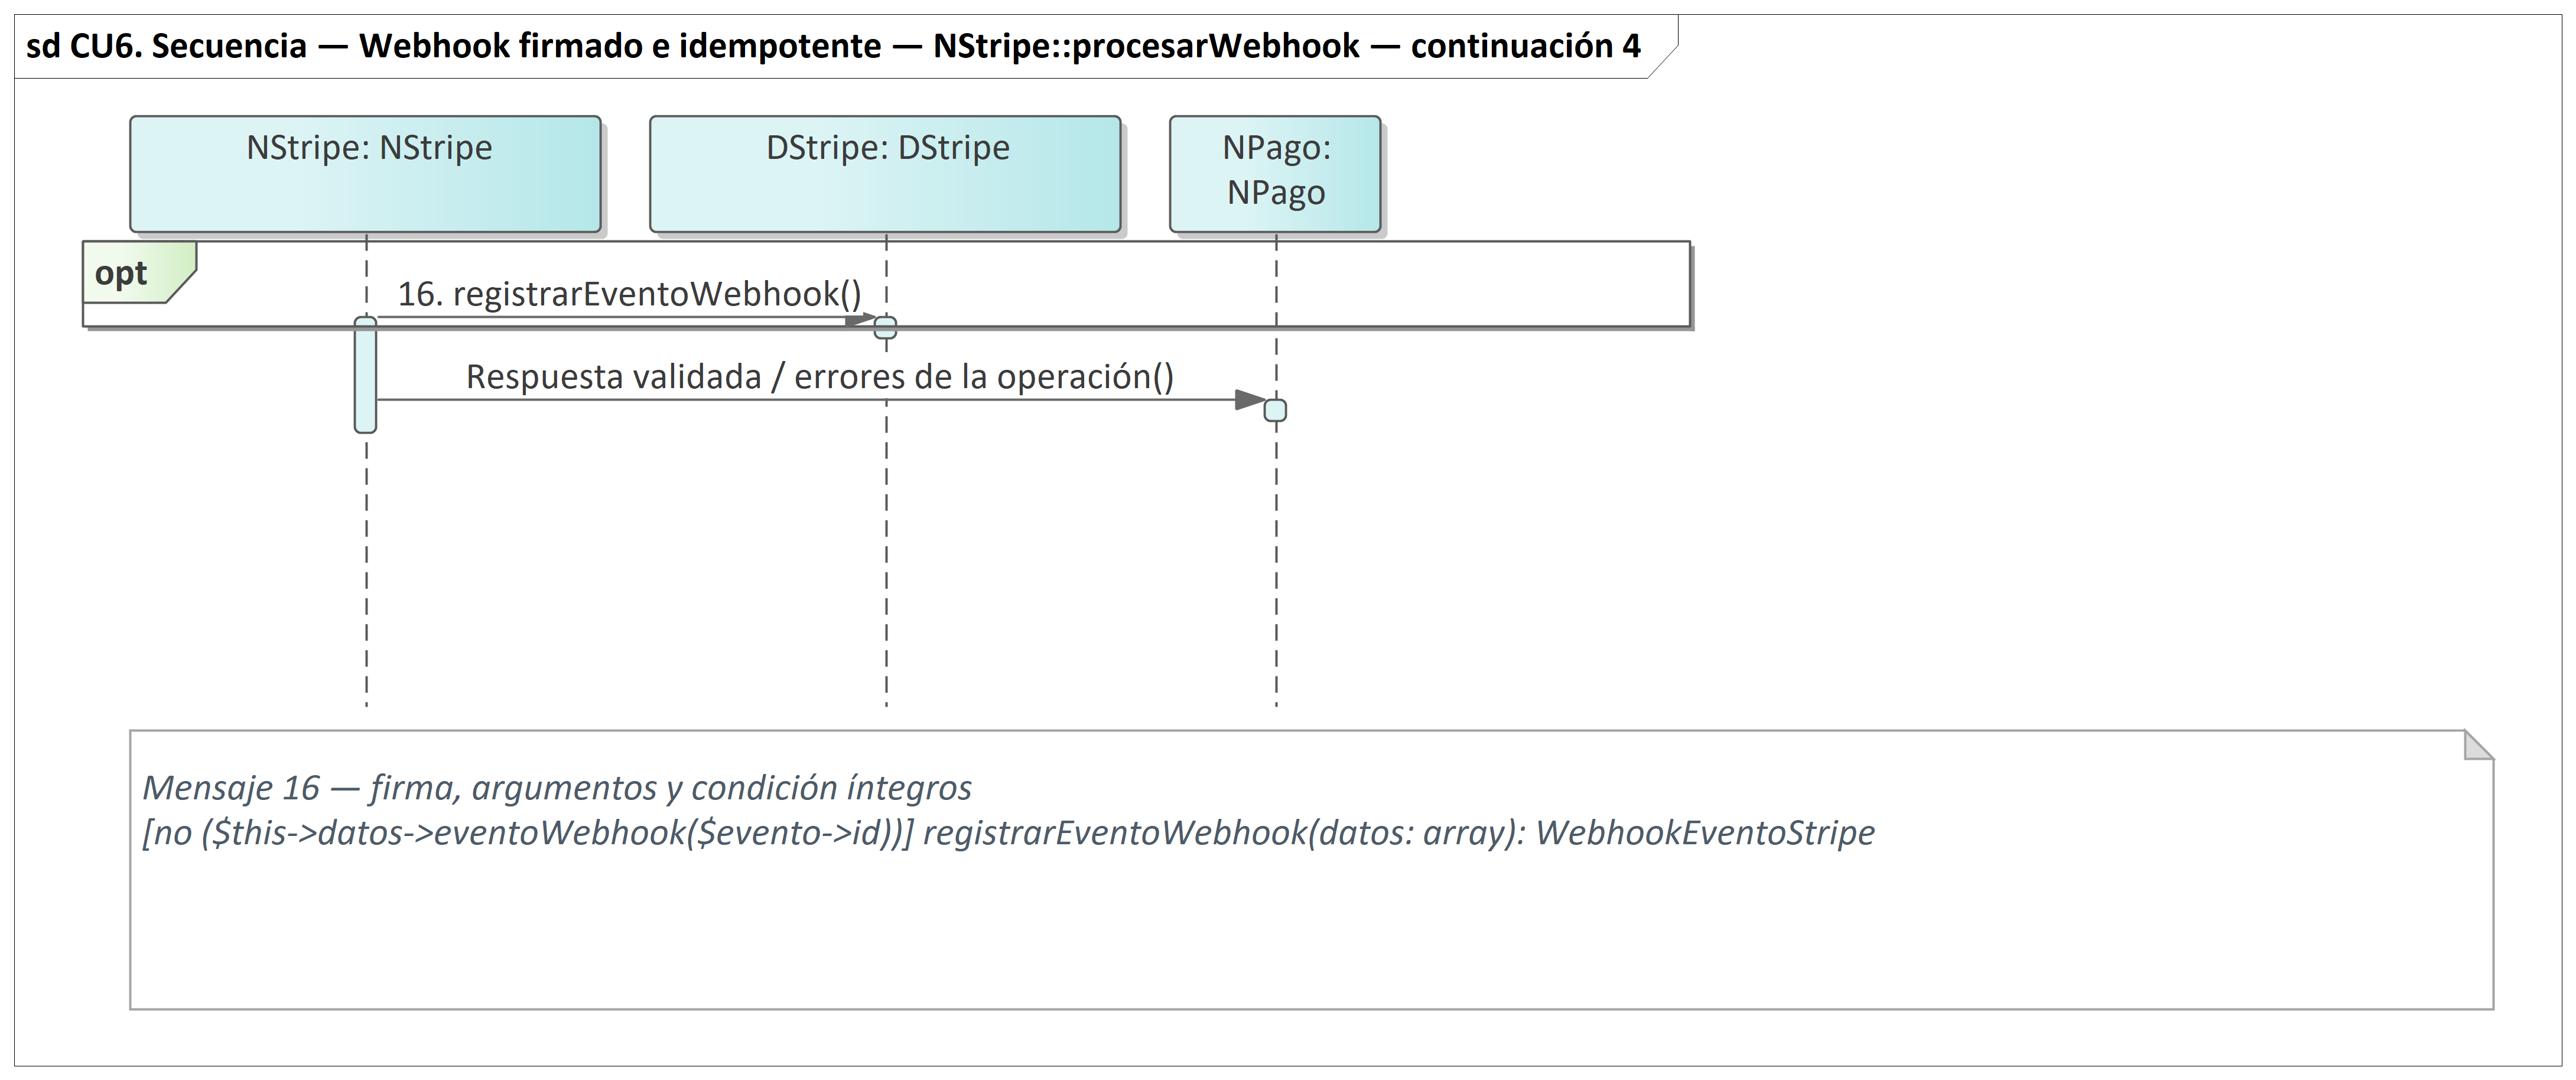 sd CU6. Secuencia — Webhook firmado e idempotente — NStripe::procesarWebhook — continuación 4
NStripe: NStripe
DStripe: DStripe
NPago:
NPago
opt
16. registrarEventoWebhook()
Respuesta validada / errores de la operación()
Mensaje 16 — firma, argumentos y condición íntegros
[no ($this->datos->eventoWebhook($evento->id))] registrarEventoWebhook(datos: array): WebhookEventoStripe